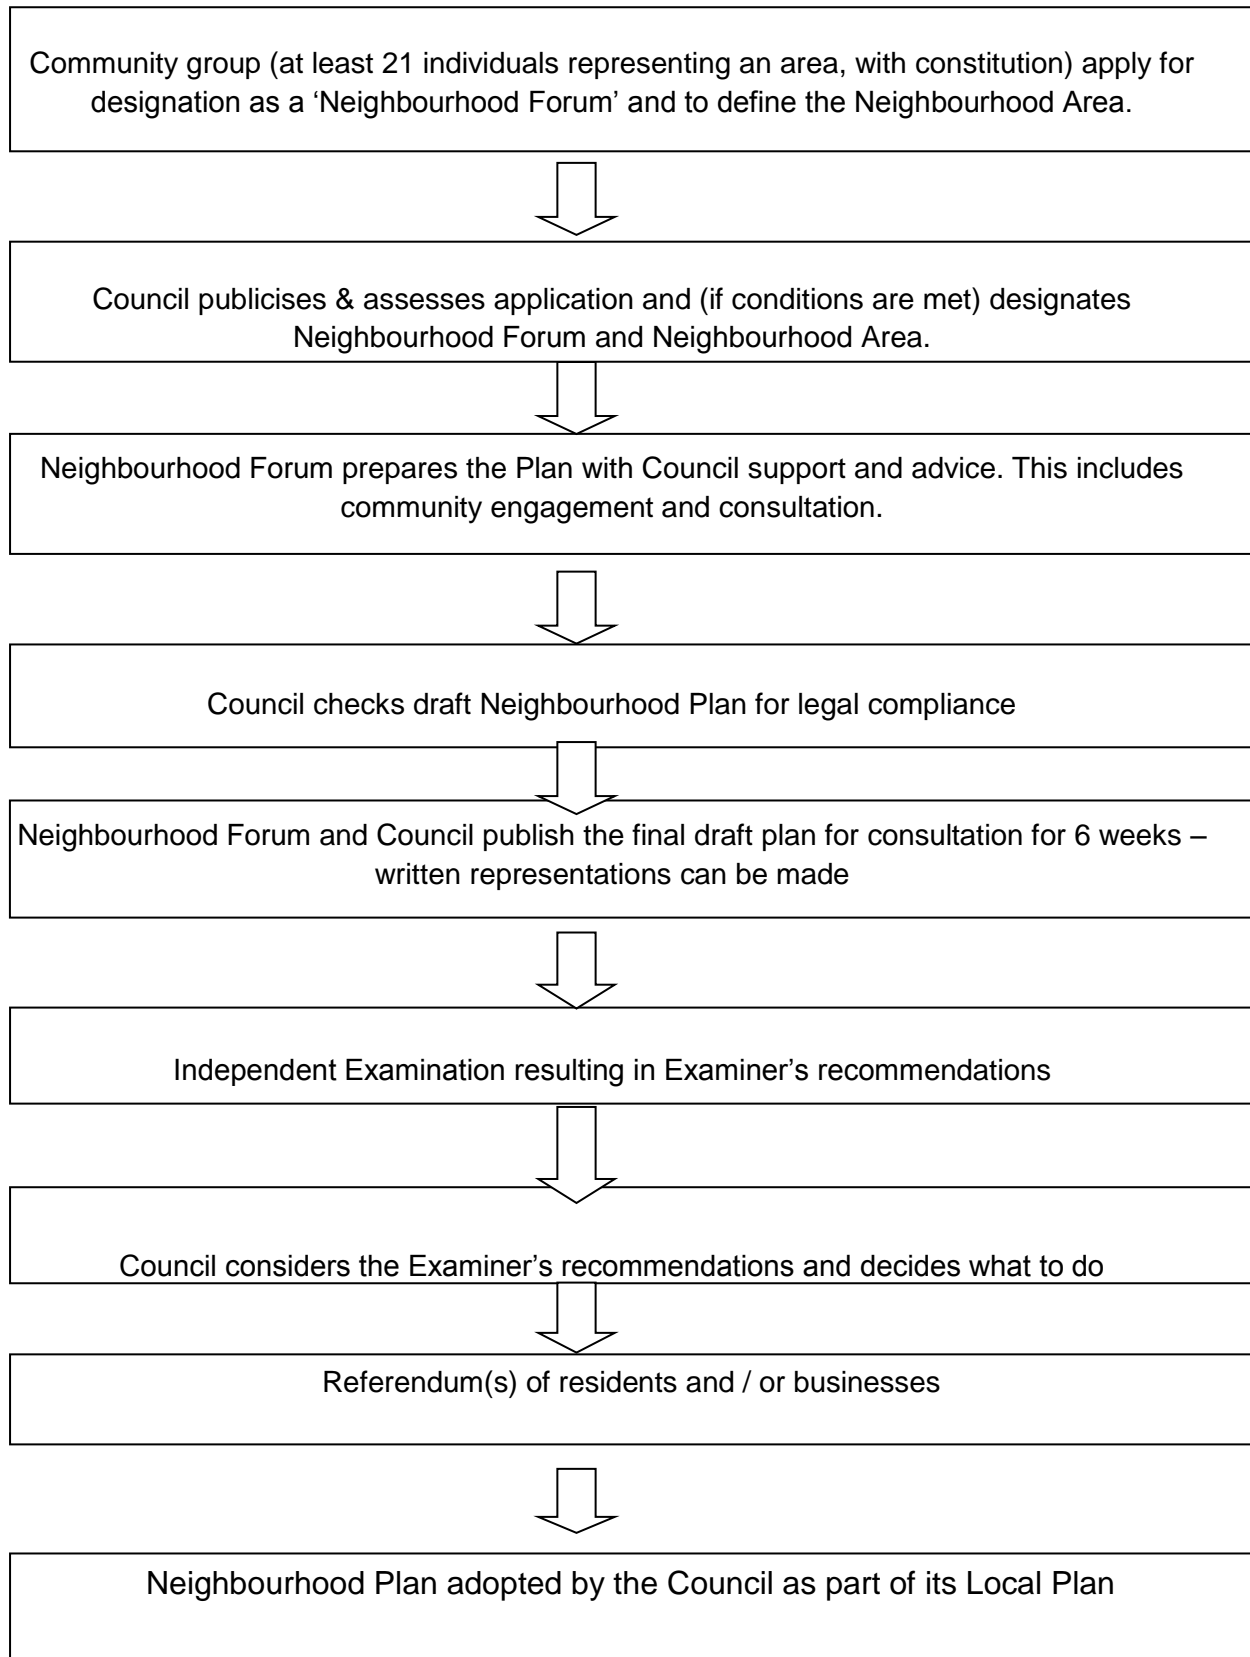 Community group (at least 21 individuals representing an area, with constitution) apply for
designation as a ‘Neighbourhood Forum’ and to define the Neighbourhood Area.
Council publicises & assesses application and (if conditions are met) designates
Neighbourhood Forum and Neighbourhood Area.
Neighbourhood Forum prepares the Plan with Council support and advice. This includes
community engagement and consultation.
Council checks draft Neighbourhood Plan for legal compliance
Neighbourhood Forum and Council publish the final draft plan for consultation for 6 weeks –
written representations can be made
Independent Examination resulting in Examiner’s recommendations
Council considers the Examiner’s recommendations and decides what to do
Referendum(s) of residents and / or businesses
Neighbourhood Plan adopted by the Council as part of its Local Plan